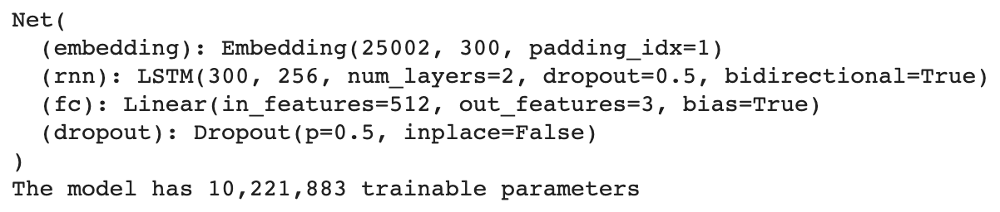 Net(
  (embedding): Embedding(25002, 300, padding_idx=1)
  (rnn): LSTM(300, 256, num_layers=2, dropout=0.5, bidirectional=True)
  (fc): Linear(in_features=512, out_features=3, bias=True)
  (dropout): Dropout(p=0.5, inplace=False)
)
The model has 10,221,883 trainable parameters